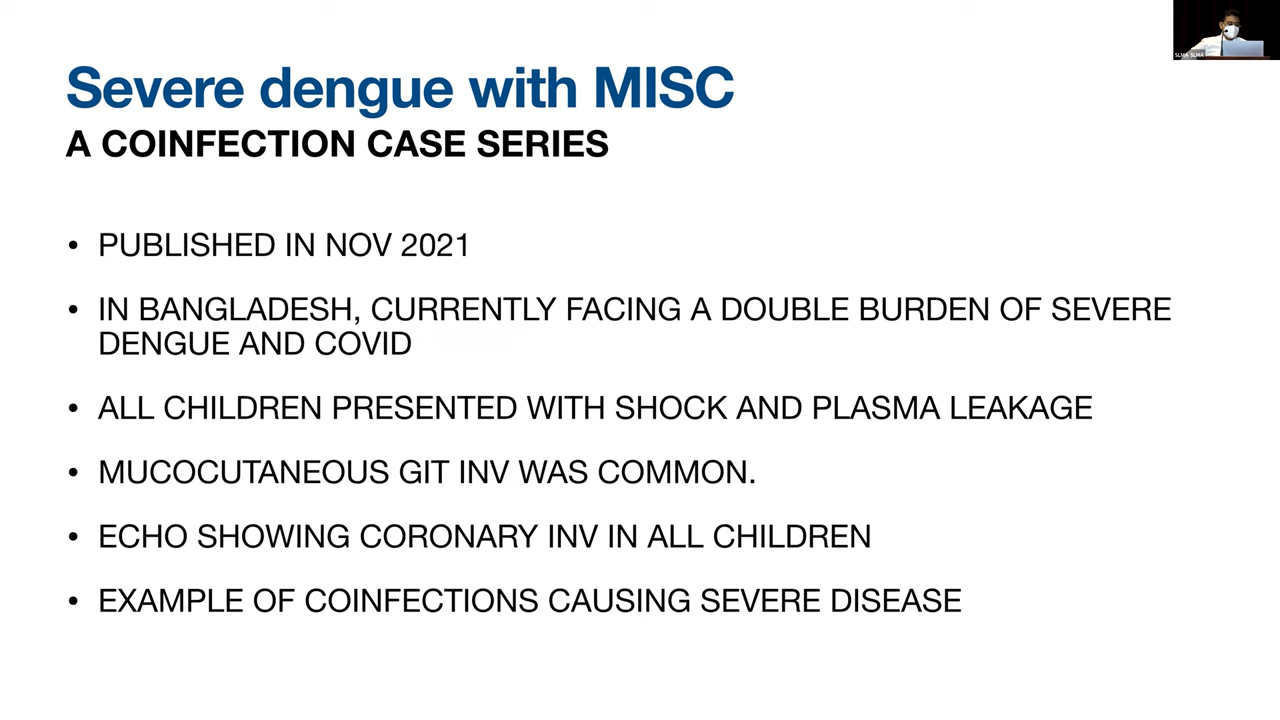 Severe dengue with MISC
A COINFECTION CASE SERIES
• PUBLISHED IN NOV 2021
• IN BANGLADESH, CURRENTLY FACING A DOUBLE BURDEN OF SEVERE
DENGUE AND COVID
• ALL CHILDREN PRESENTED WITH SHOCK AND PLASMA LEAKAGE
• MUCOCUTANEOUS GIT INV WAS COMMON.
• ECHO SHOWING CORONARY INV IN ALL CHILDREN
• EXAMPLE OF COINFECTIONS CAUSING SEVERE DISEASE
SLMA SLMA